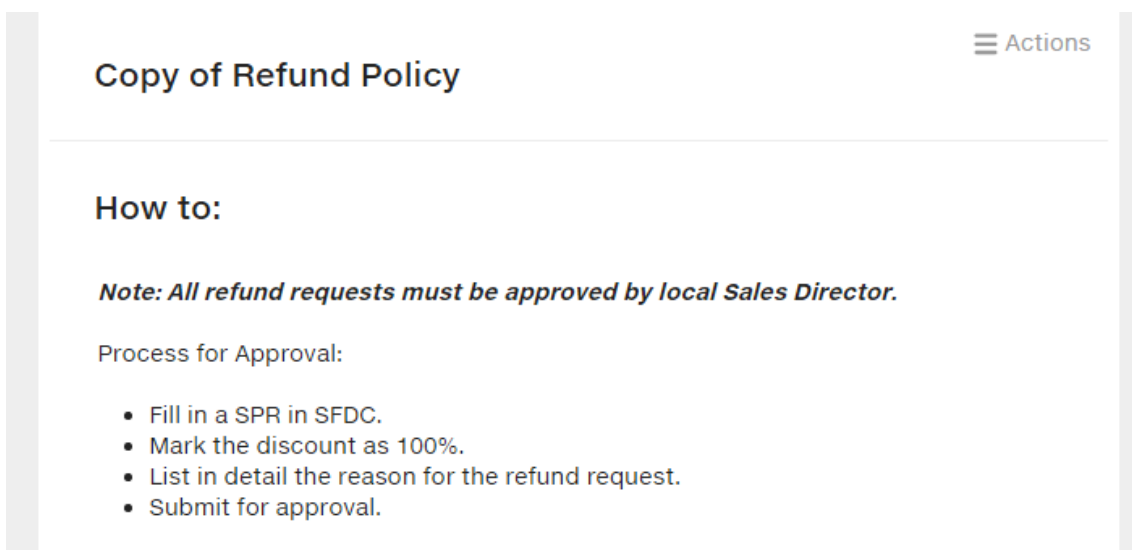 Actions
Copy of Refund Policy
How to:
Note: All refund requests must be approved by local Sales Director.
Process for Approval:
• Fill in a SPR in SFDC.
• Mark the discount as 100%.
• List in detail the reason for the refund request.
• Submit for approval.